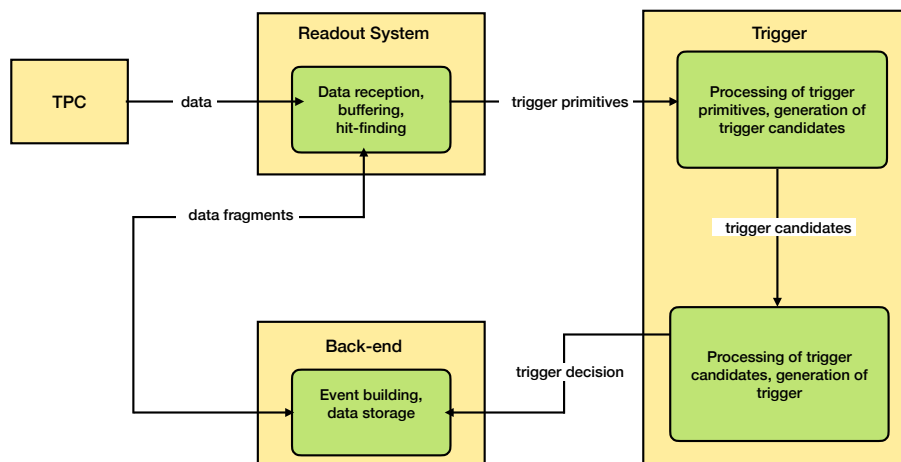 Readout System
Trigger
TPC
data
Data reception,
buffering,
hit-finding
trigger primitives
Processing of trigger
primitives, generation of
trigger candidates
data fragments
trigger candidates
Back-end
trigger decision
Processing of trigger
candidates, generation of
trigger
Event building,
data storage